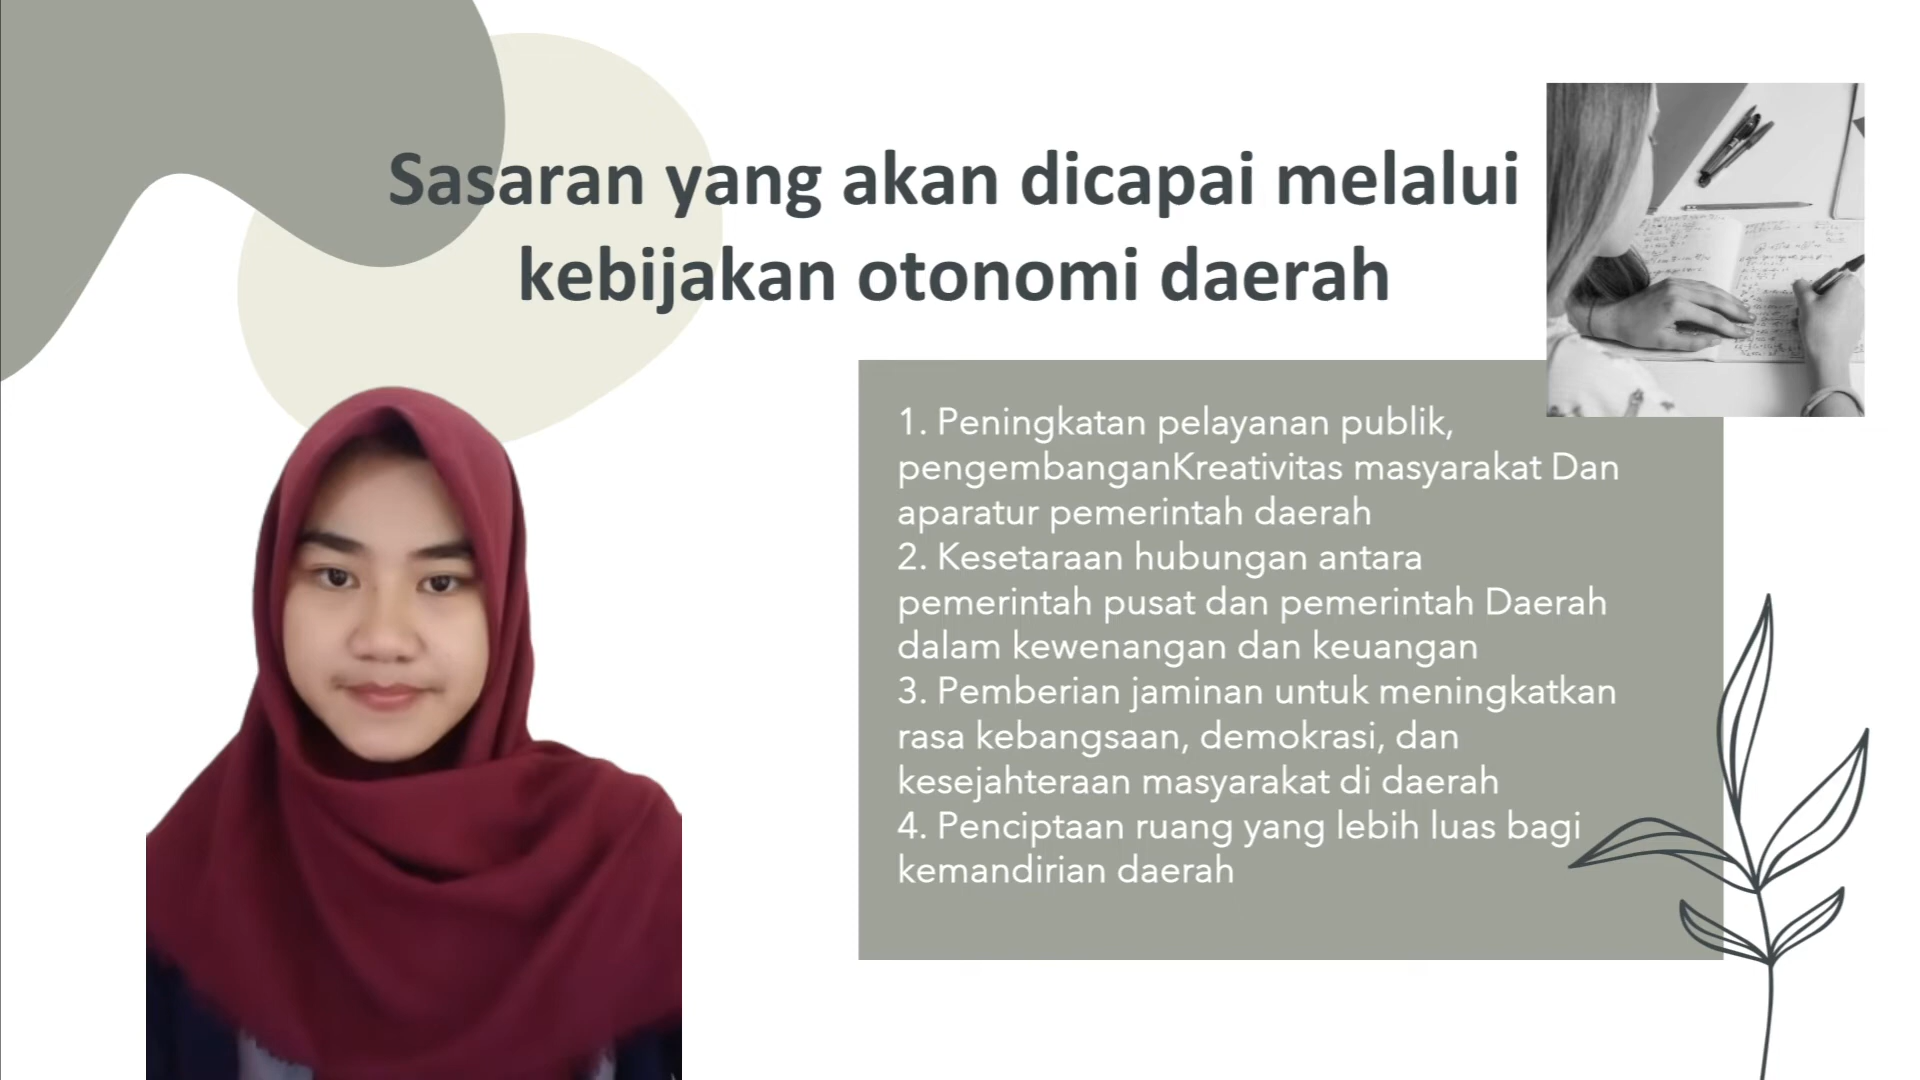 Sasaran yang akan dicapai melalui
kebijakan otonomi daerah
1. Peningkatan pelayanan publik,
pengembanganKreativitas masyarakat Dan
aparatur pemerintah daerah
2. Kesetaraan hubungan antara
pemerintah pusat dan pemerintah Daerah
dalam kewenangan dan keuangan
3. Pemberian jaminan untuk meningkatkan
rasa kebangsaan, demokrasi, dan
kesejahteraan masyarakat di daerah
4. Penciptaan ruang yang lebih luas bagi
kemandirian daerah